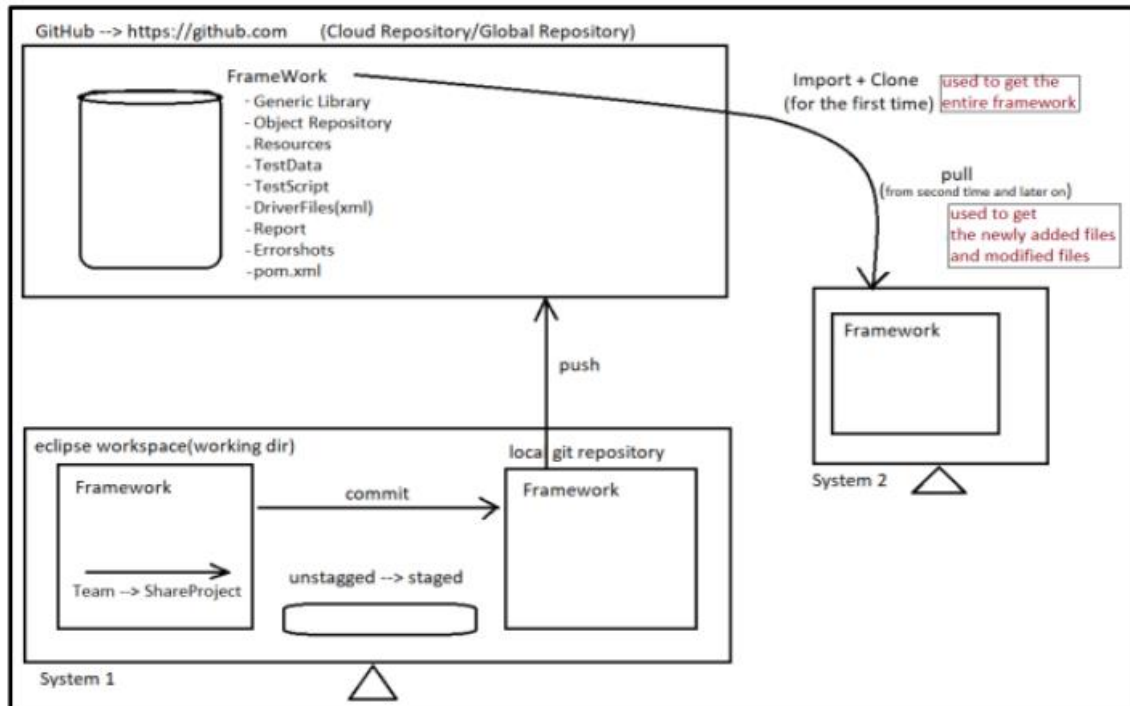 GitHub --> https://github.com (Cloud Repository/Global Repository)
FrameWork
- Generic Library
- Object Repository
- Resources
- TestData
- TestScript
- DriverFiles(xml)
- Report
- Errorshots
- pom.xml
Import + Clone
(for the first time)
used to get the
entire framework
pull
(from second time and later on)
used to get
the newly added files
and modified files
Framework
System 2
push
eclipse workspace(working dir)
Framework
Team --> ShareProject
commit
unstagged --> staged
local git repository
Framework
System 1